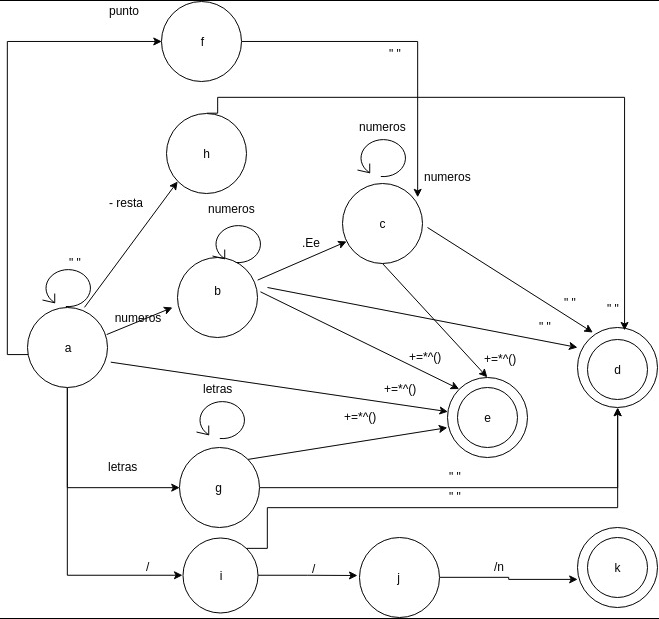 punto
f
" "
numeros
h
numeros
- resta
numeros
c
.Ee
" "
b
" "
" "
numeros
" "
a
+=*^()
+=*^()
d
letras
+=*^()
+=*^()
e
letras
" "
g
" "
/
/
/n
i
j
k